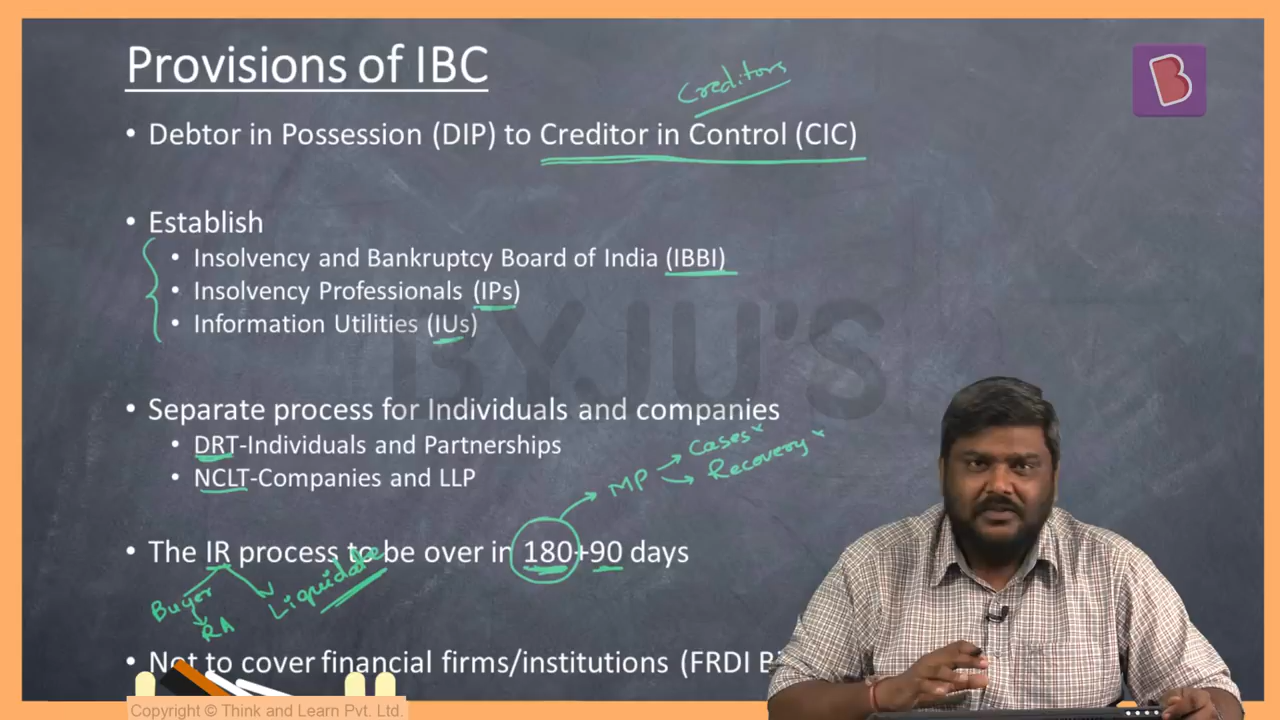 Provisions of IBC
Creditors
• Debtor in Possession (DIP) to Creditor in Control (CIC)
• Establish
• Insolvency and Bankruptcy Board of India (IBBI)
• Insolvency Professionals (IPs)
• Information Utilities (IUs)
BYJU'S
• Separate process for Individuals and companies
• DRT-Individuals and Partnerships
• NCLT-Companies and LLP
MP → Cases x
→ Recovery x
• The IR process to be over in 180+90 days
Buyer
Liquidate
RA
• Not to cover financial firms/institutions (FRDI
Copyright © Think and Learn Pvt. Ltd.
B